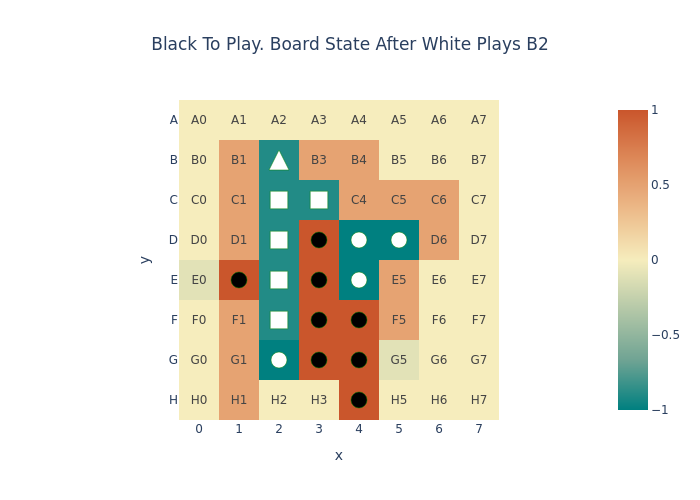 Black To Play. Board State After White Plays B2
A A0 A1 A2 A3 A4 A5 A6 A7 1
B B0 B1 B3 B4 B5 B6 B7
C C0 C1 C4 C5 C6 C7 0.5
D D0 D1 D6 D7
y 0
E E0 E5 E6 E7
F F0 F1 F5 F6 F7 −0.5
G G0 G1 G5 G6 G7
H H0 H1 H2 H3 H5 H6 H7 −1
0 1 2 3 4 5 6 7
x